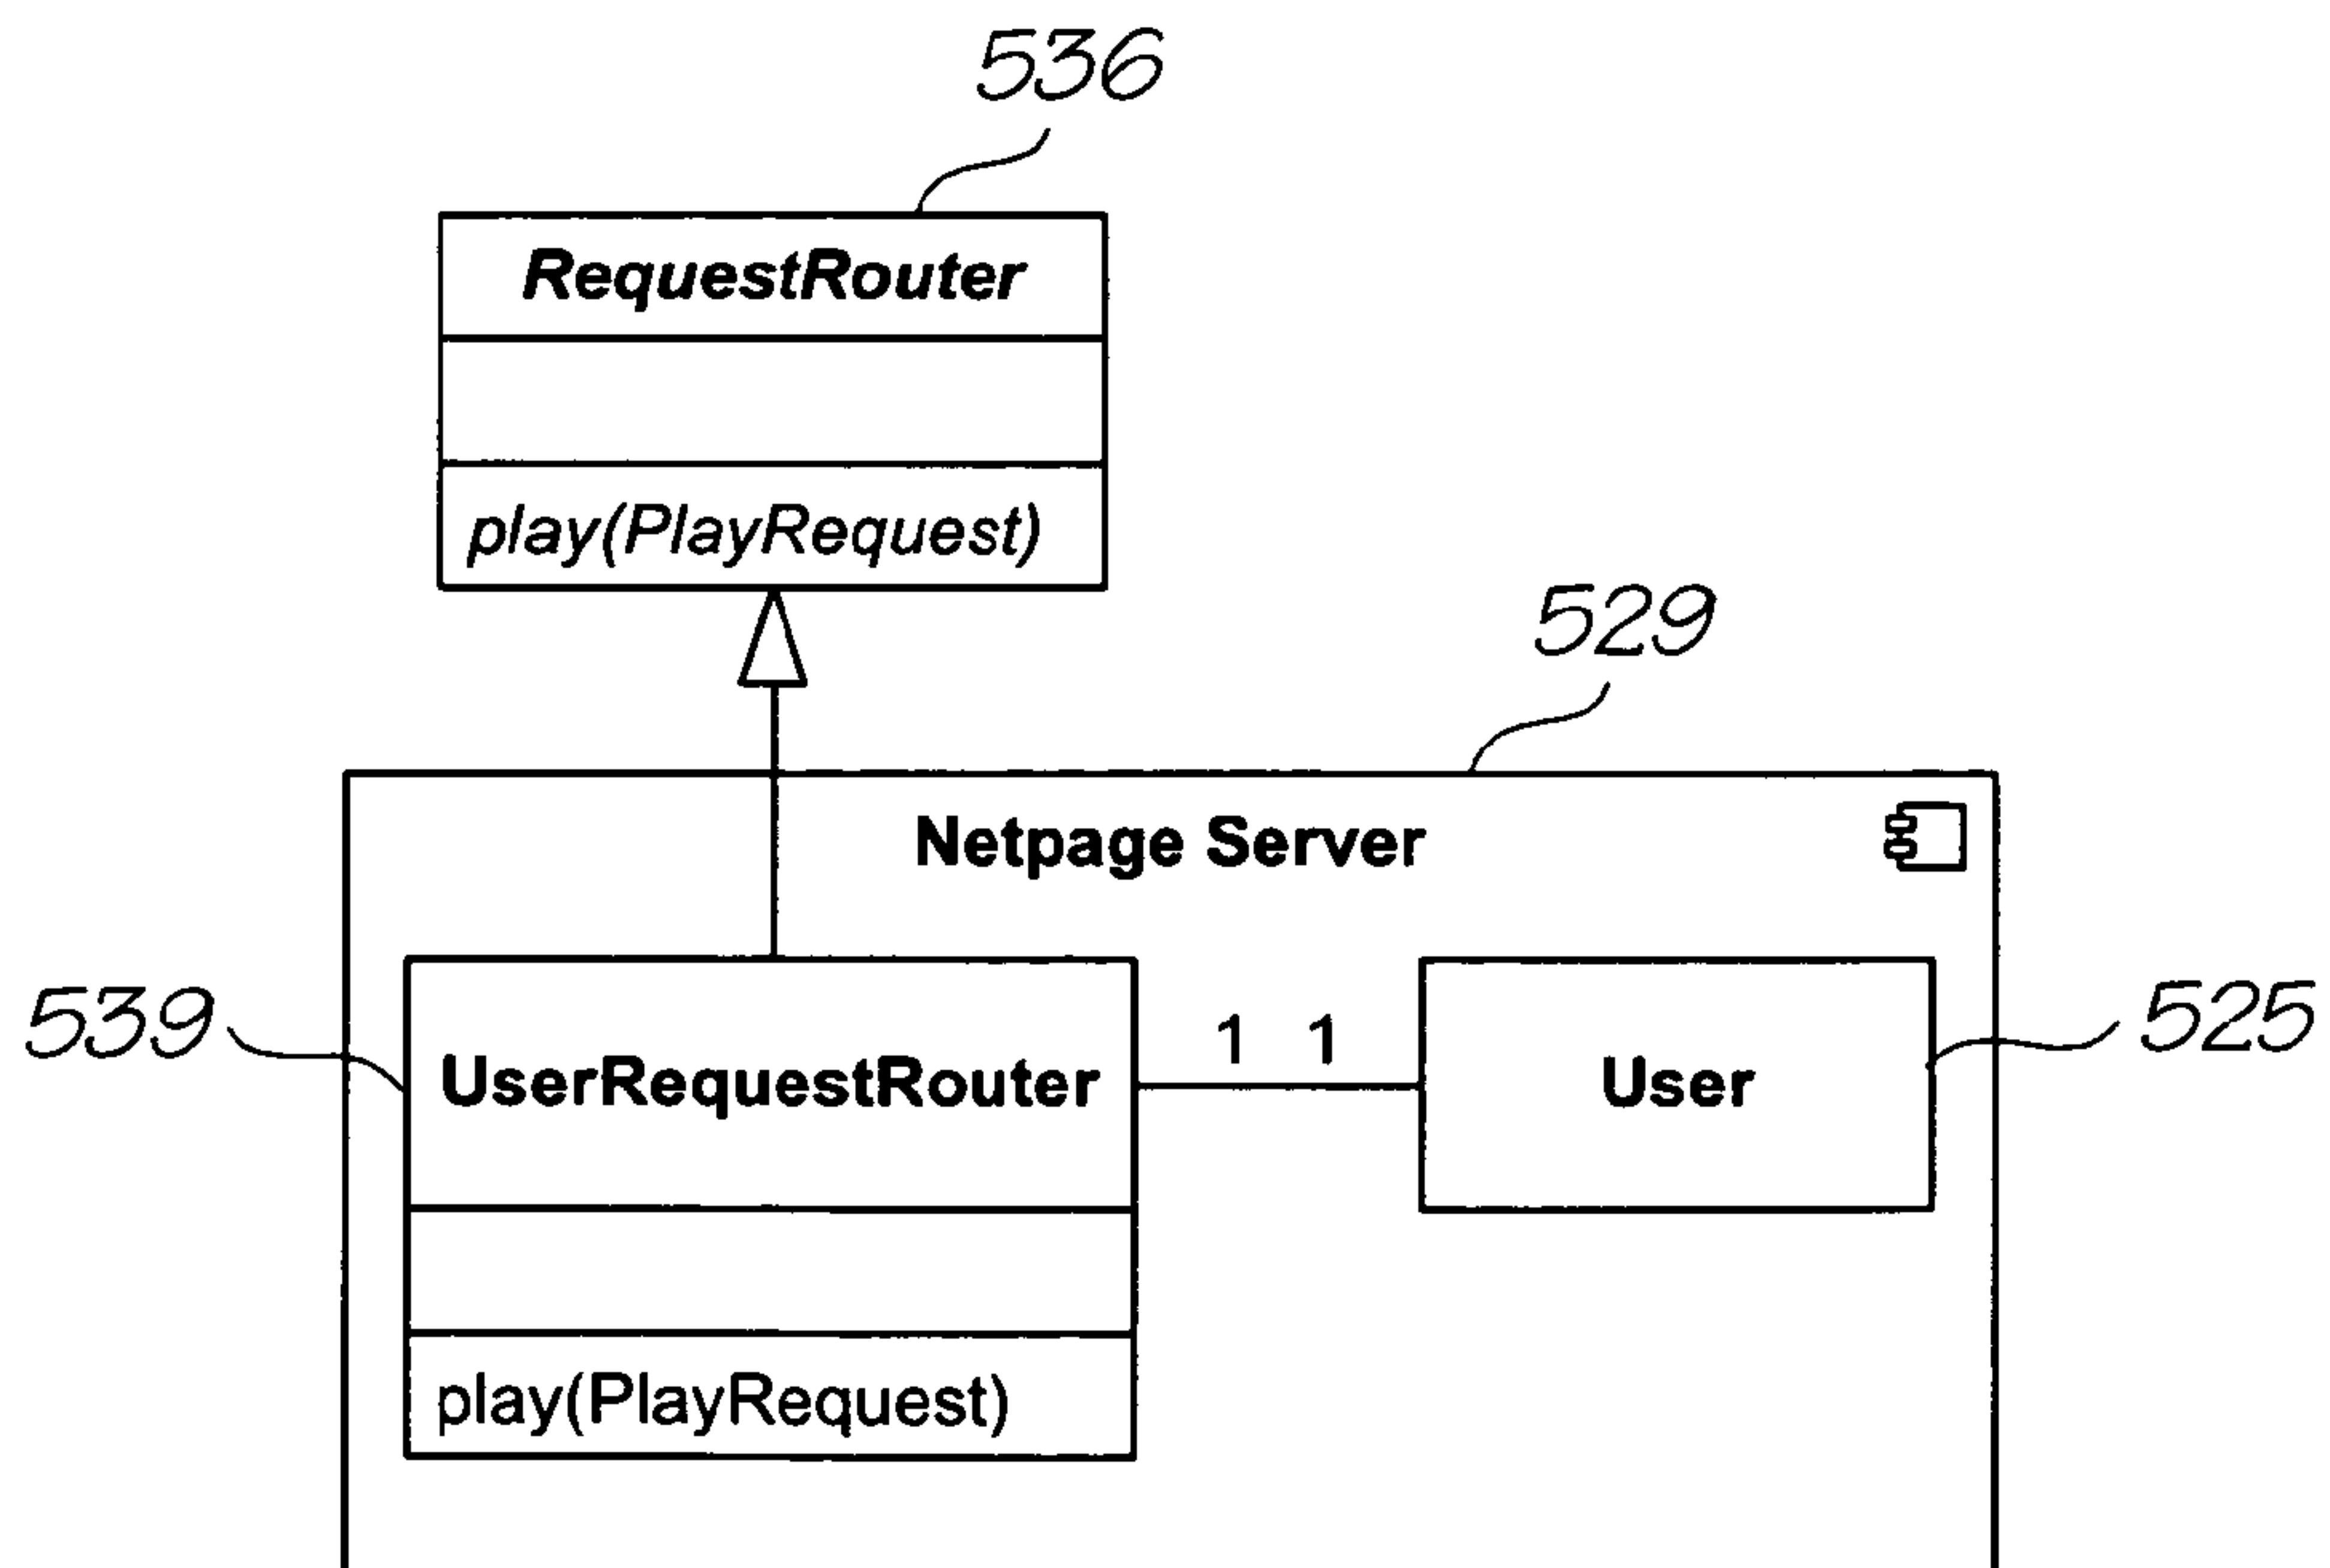 536
RequestRouter
play(PlayRequest)
529
Netpage Server
539
1 1
525
UserRequestRouter
User
play(PlayRequest)